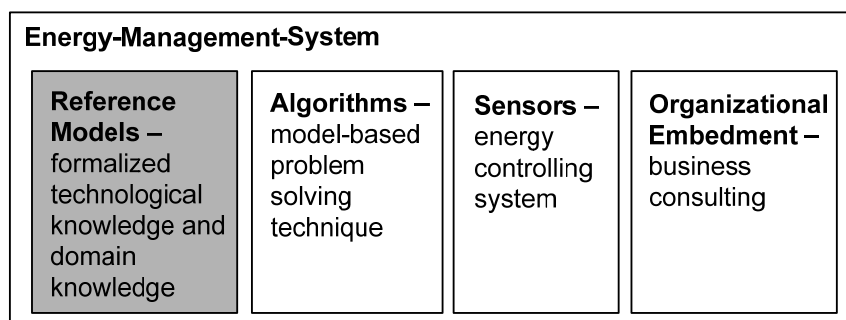 Energy-Management-System
Reference
Models –
formalized
technological
knowledge and
domain
knowledge
Algorithms –
model-based
problem
solving
technique
Sensors –
energy
controlling
system
Organizational
Embedment –
business
consulting